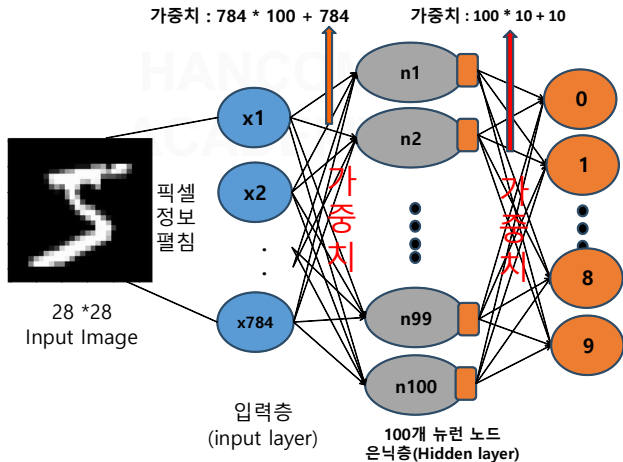 가중치 : 784 * 100 + 784
가중치 : 100 * 10 + 10
HANCOM
ACADEMY
n1
0
x1
n2
1
x2
픽셀
정보
펼침
가
중
치
가
중
치
8
x784
n99
9
n100
28 *28
Input Image
입력층
(input layer)
100개 뉴런 노드
은닉층(Hidden layer)